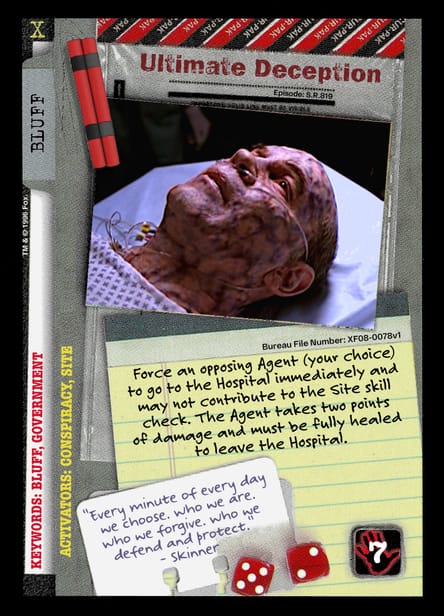 X
BLUFF
TM & © 1996 Fox.
KEYWORDS: BLUFF, GOVERNMENT
ACTIVATORS: CONSPIRACY, SITE
Ultimate Deception
Episode: S.R.819
Bureau File Number: XF08-0078v1
Force an opposing Agent (your choice)
to go to the Hospital immediately and
may not contribute to the Site skill
check. The Agent takes two points
of damage and must be fully healed
to leave the Hospital.
"Every minute of every day
we choose. Who we are.
Who we forgive. Who we
defend and protect."
- Skinner
7